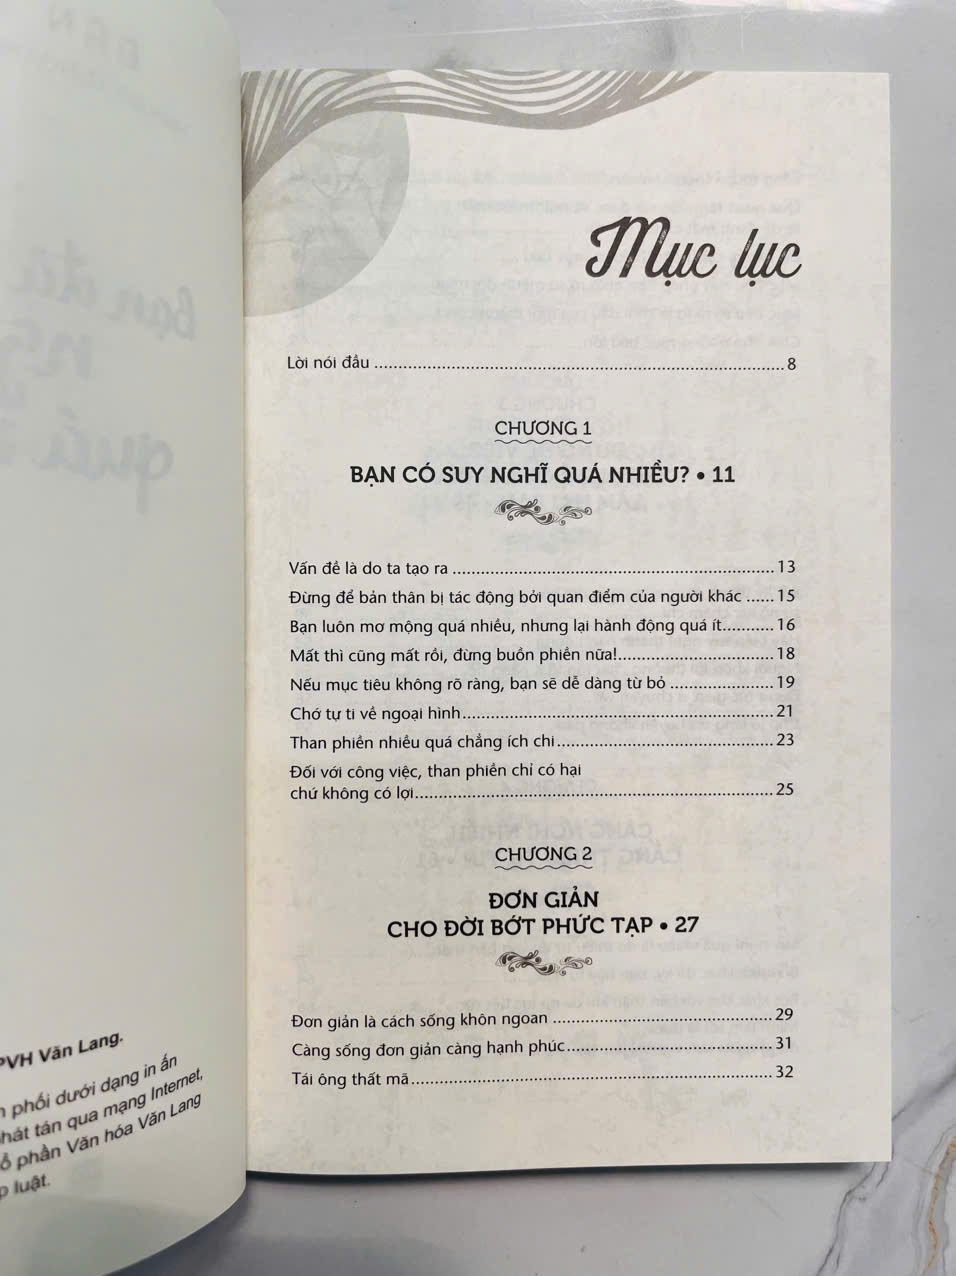 BẠN
bạn đã
quá
PVH Văn Lang.
phối dưới dạng in ấn
phát tán qua mạng Internet,
phần Văn hóa Văn Lang
luật.
Mục lục
Lời nói đầu ........ 8
CHƯƠNG 1
BẠN CÓ SUY NGHĨ QUÁ NHIỀU? • 11
Vấn đề là do ta tạo ra ........ 13
Đừng để bản thân bị tác động bởi quan điểm của người khác ...... 15
Bạn luôn mơ mộng quá nhiều, nhưng lại hành động quá ít........... 16
Mất thì cũng mất rồi, đừng buồn phiền nữa!........ 18
Nếu mục tiêu không rõ ràng, bạn sẽ dễ dàng từ bỏ ........ 19
Chớ tự ti về ngoại hình........ 21
Than phiền nhiều quá chẳng ích chi........ 23
Đối với công việc, than phiền chỉ có hại
chứ không có lợi........ 25
CHƯƠNG 2
ĐƠN GIẢN
CHO ĐỜI BỚT PHỨC TẠP • 27
Đơn giản là cách sống khôn ngoan ........ 29
Càng sống đơn giản càng hạnh phúc........ 31
Tái ông thất mã........ 32